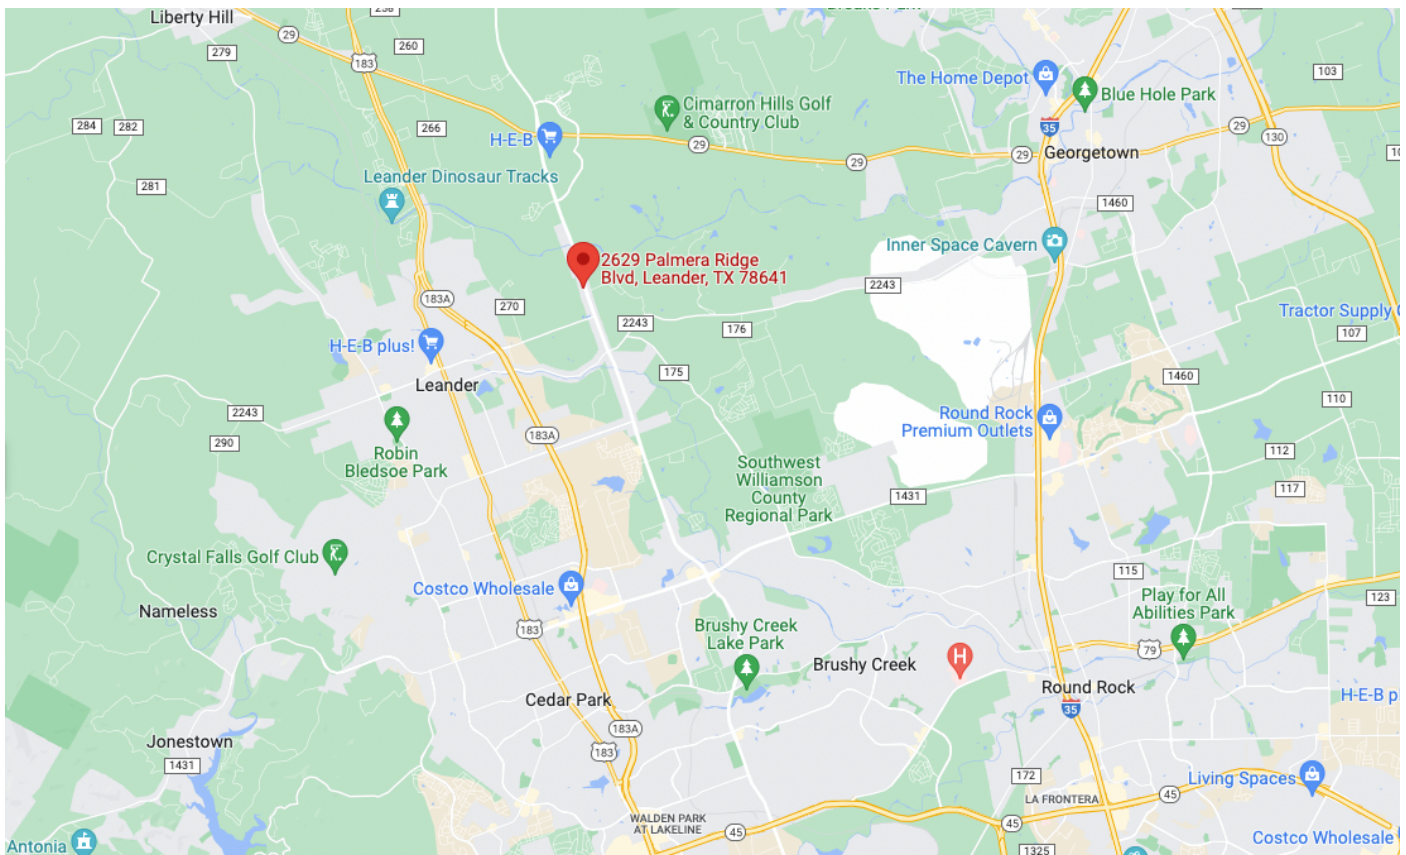 Liberty Hill
29
258
183
260
279
The Home Depot
103
Blue Hole Park
Cimarron Hills Golf
& Country Club
284
282
266
H-E-B
35
29
130
29
29
29
Georgetown
281
Leander Dinosaur Tracks
1460
Inner Space Cavern
2629 Palmera Ridge
Blvd, Leander, TX 78641
2243
183A
270
2243
176
Tractor Supply
107
H-E-B plus!
Leander
175
1460
2243
110
Round Rock
Premium Outlets
183A
290
Robin
Bledsoe Park
112
Southwest
Williamson
County
Regional Park
1431
117
Crystal Falls Golf Club
115
Costco Wholesale
Play for All
Abilities Park
123
Nameless
183
Brushy Creek
Lake Park
79
Brushy Creek
H
Round Rock
Cedar Park
35
H-E-B p
183A
Jonestown
183
1431
172
Living Spaces
LA FRONTERA
45
WALDEN PARK
AT LAKELINE
45
45
Costco Wholesale
Antonia
1325